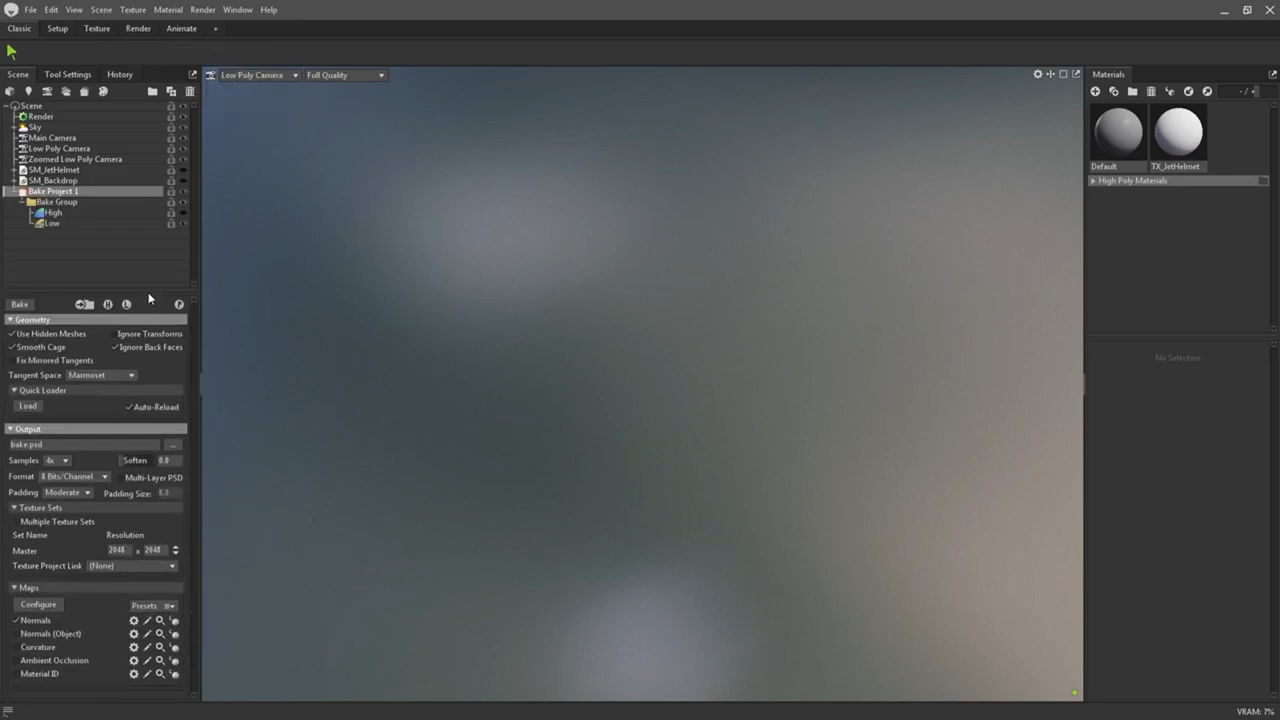 File Edit View Scene Texture Material Render Window Help
Classic Setup Texture Render Animate +
Scene Tool Settings History
Low Poly Camera Full Quality
Materials
Scene
Render
Sky
Main Camera
Low Poly Camera
Zoomed Low Poly Camera
SM_JetHelmet
SM_Backdrop
Bake Project 1
Bake Group
High
Low
Default TX_JetHelmet
High Poly Materials
No Selection
Bake H L P
Geometry
Use Hidden Meshes Ignore Transforms
Smooth Cage Ignore Back Faces
Fix Mirrored Tangents
Tangent Space Marmoset
Quick Loader
Load Auto-Reload
Output
bake.psd ...
Samples 4x Soften 0.0
Format 8 Bits/Channel Multi-Layer PSD
Padding Moderate Padding Size: 8.0
Texture Sets
Multiple Texture Sets
Set Name Resolution
Master 2048 x 2048
Texture Project Link (None)
Maps
Configure Presets
Normals
Normals (Object)
Curvature
Ambient Occlusion
Material ID
VRAM: 7%